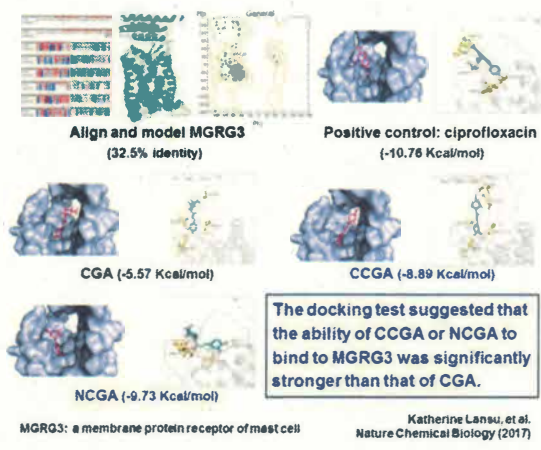 General
Align and model MGRG3
(32.5% identity)
Positive control: ciprofloxacin
(-10.76 Kcal/mol)
CGA (-5.57 Kcal/mol)
CCGA (-8.89 Kcal/mol)
NCGA (-9.73 Kcal/mol)
The docking test suggested that
the ability of CCGA or NCGA to
bind to MGRG3 was significantly
stronger than that of CGA.
MGRG3: a membrane protein receptor of mast cell
Katherine Lansu, et al.
Nature Chemical Biology (2017)